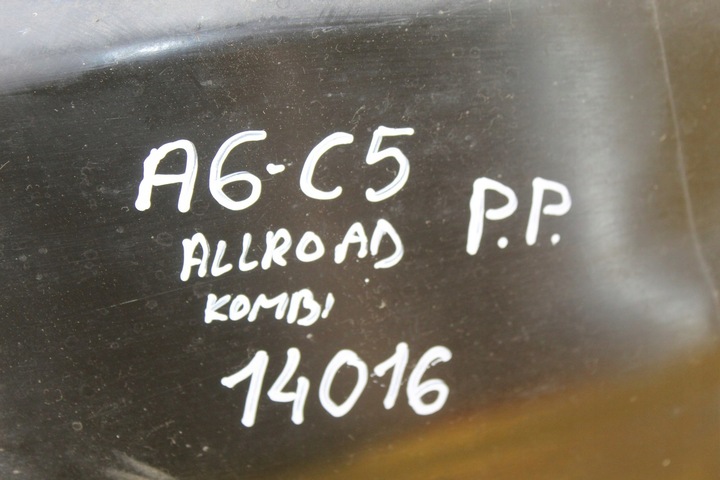 A6-C5
P.P.
ALLROAD
KOMBI
14016